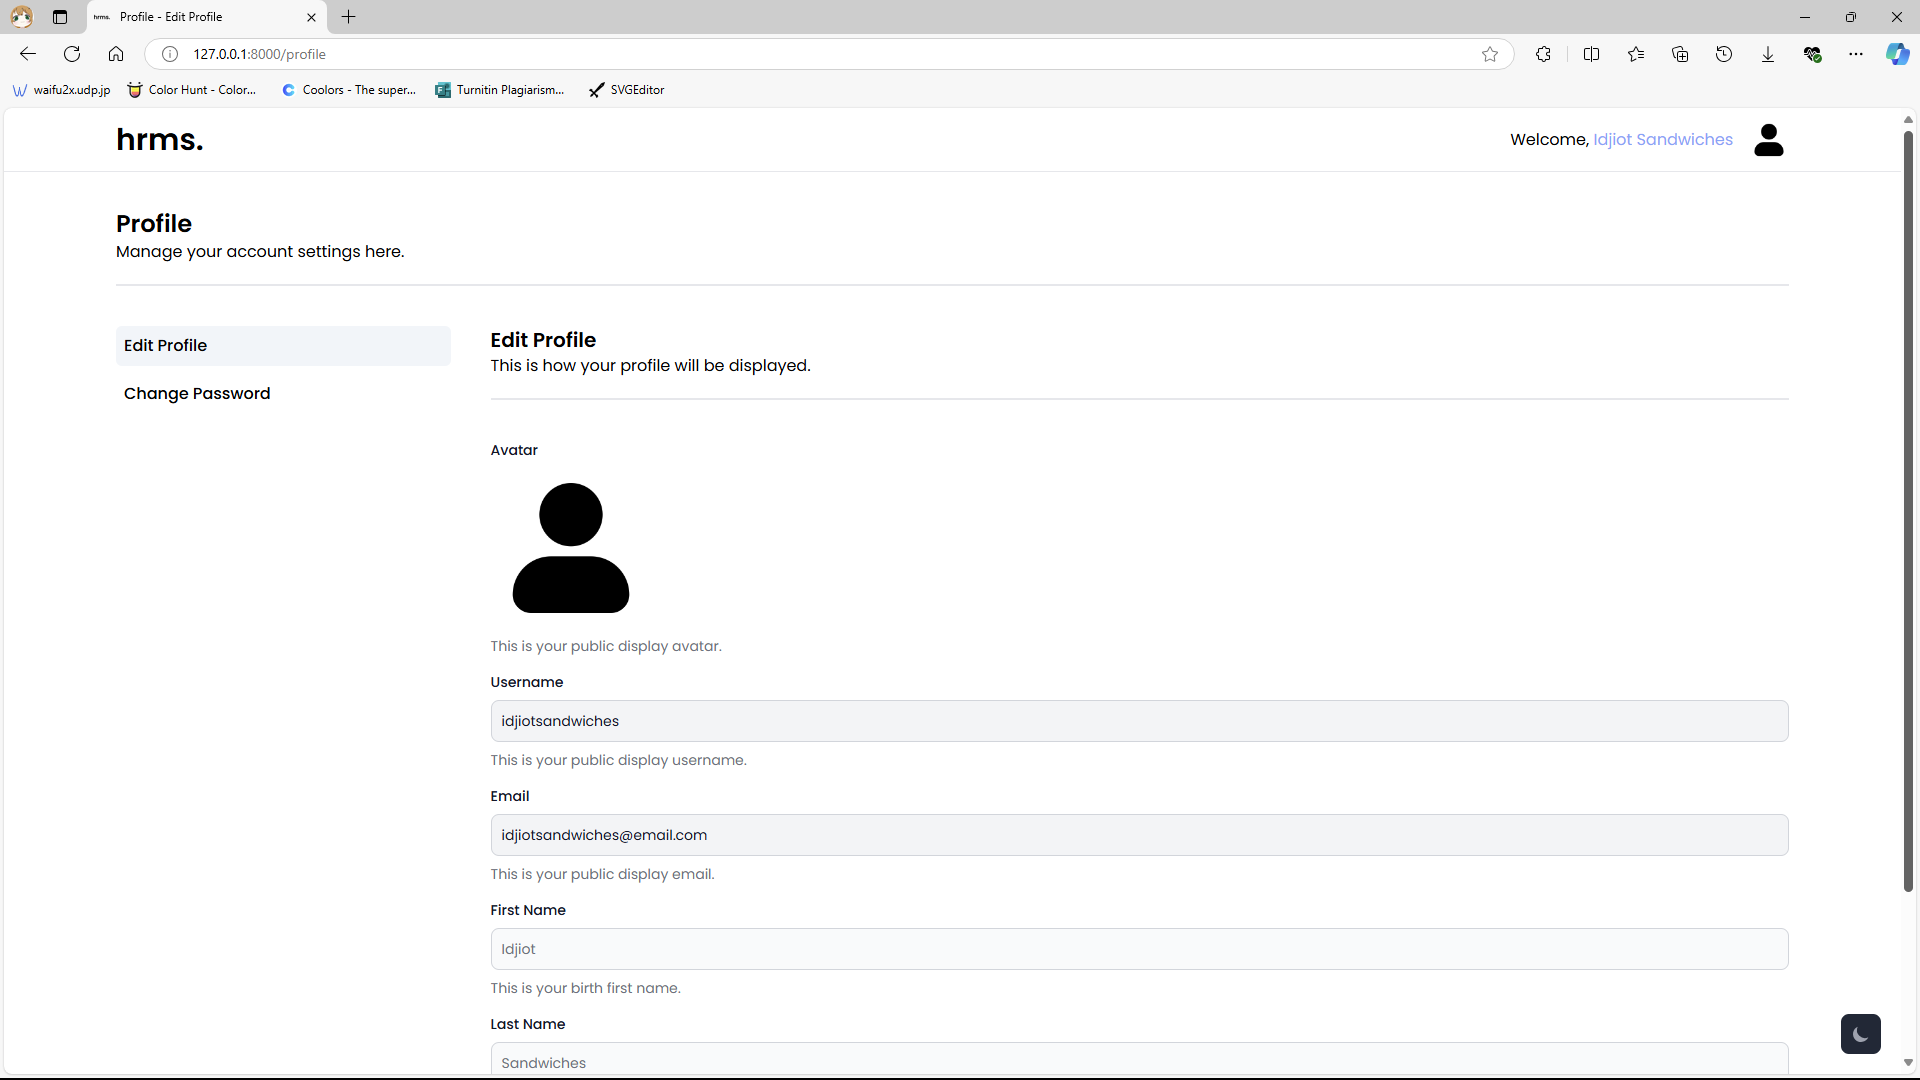 hrms. Profile - Edit Profile
127.0.0.1:8000/profile
waifu2x.udp.jp Color Hunt - Color... Coolors - The super... Turnitin Plagiarism... SVGEditor
hrms. Welcome, Idjiot Sandwiches
Profile
Manage your account settings here.
Edit Profile
Change Password
Edit Profile
This is how your profile will be displayed.
Avatar
This is your public display avatar.
Username
idjiotsandwiches
This is your public display username.
Email
idjiotsandwiches@email.com
This is your public display email.
First Name
Idjiot
This is your birth first name.
Last Name
Sandwiches